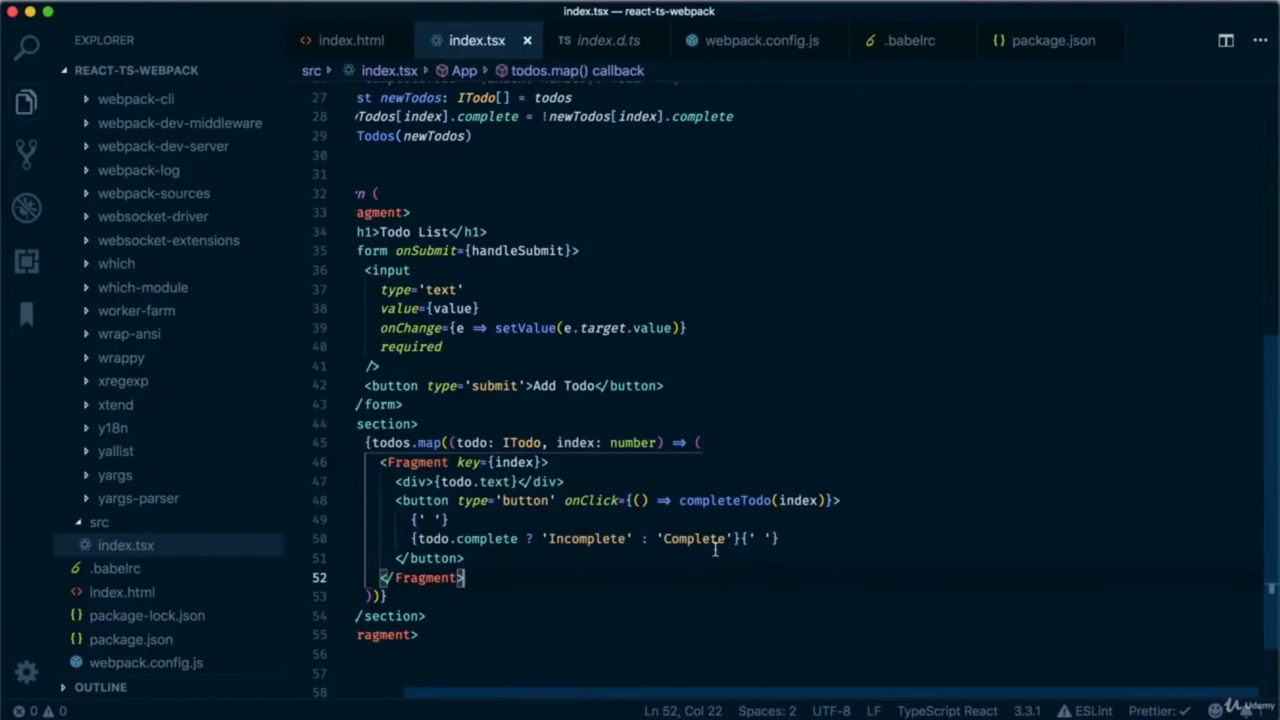 index.tsx — react-ts-webpack
EXPLORER
index.html
index.tsx
TS index.d.ts
webpack.config.js
.babelrc
{} package.json
REACT-TS-WEBPACK
src
index.tsx
App
todos.map() callback
webpack-cli
webpack-dev-middleware
webpack-dev-server
webpack-log
webpack-sources
websocket-driver
websocket-extensions
which
which-module
worker-farm
wrap-ansi
wrappy
xregexp
xtend
y18n
yallist
yargs
yargs-parser
src
index.tsx
.babelrc
index.html
{} package-lock.json
{} package.json
webpack.config.js
OUTLINE
27 st newTodos: ITodo[] = todos
28 Todos[index].complete = !newTodos[index].complete
29 Todos(newTodos)
30
31
32 n (
33 agment>
34 h1>Todo List</h1>
35 form onSubmit={handleSubmit}>
36 <input
37 type='text'
38 value={value}
39 onChange={e => setValue(e.target.value)}
40 required
41 />
42 <button type='submit'>Add Todo</button>
43 /form>
44 section>
45 {todos.map((todo: ITodo, index: number) => (
46 <Fragment key={index}>
47 <div>{todo.text}</div>
48 <button type='button' onClick={() => completeTodo(index)}>
49 {' '}
50 {todo.complete ? 'Incomplete' : 'Complete'}{' '}
51 </button>
52 </Fragment>
53 ))}
54 /section>
55 ragment>
56
57
58
0 0
Ln 52, Col 22
Spaces: 2
UTF-8
LF
TypeScript React
3.3.1
ESLint
Prettier: ✓
Udemy